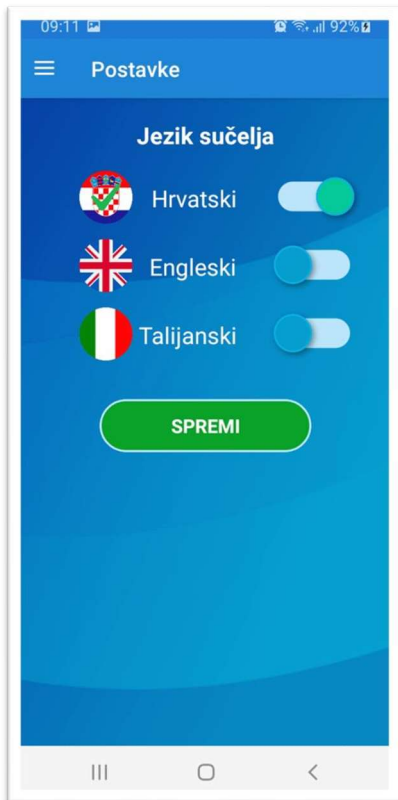 09:11 92%
Postavke
Jezik sučelja
Hrvatski
Engleski
Talijanski
SPREMI